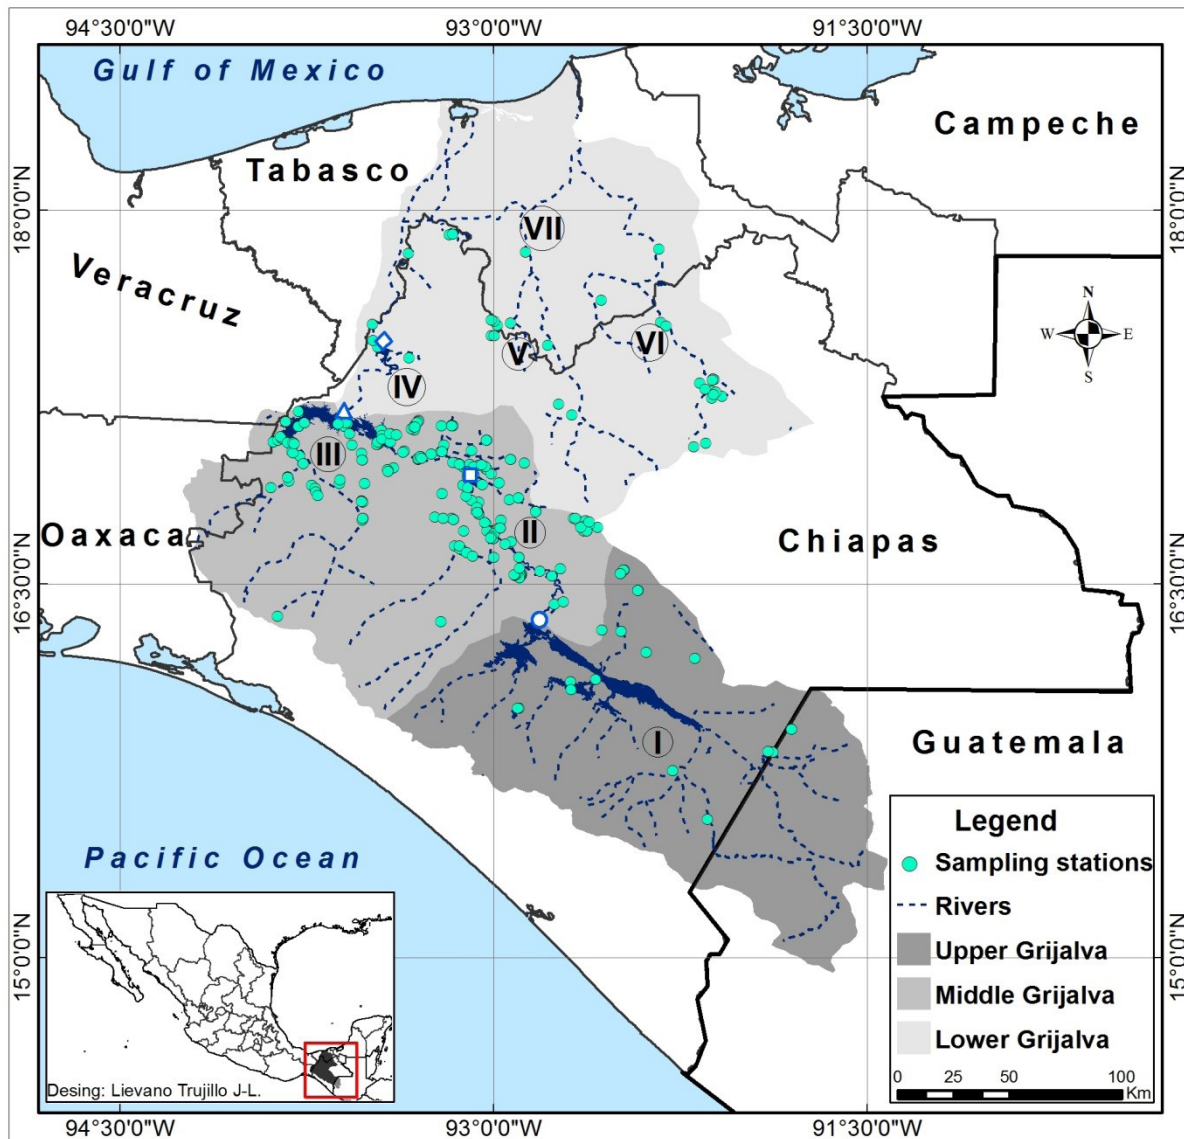 94°30'0"W 93°00'0"W 91°30'0"W
Gulf of Mexico
Campeche
Tabasco
18°0'0"N 18°0'0"N
VII
Veracruz
N
W E
S
V VI
IV
III
Oaxaca
II
Chiapas
16°30'0"N 16°30'0"N
I
Guatemala
Legend
Pacific Ocean
Sampling stations
Rivers
Upper Grijalva
Middle Grijalva
Lower Grijalva
15°0'0"N 15°0'0"N
0 25 50 100
Km
Desing: Lievano Trujillo J-L.
94°30'0"W 93°00'0"W 91°30'0"W